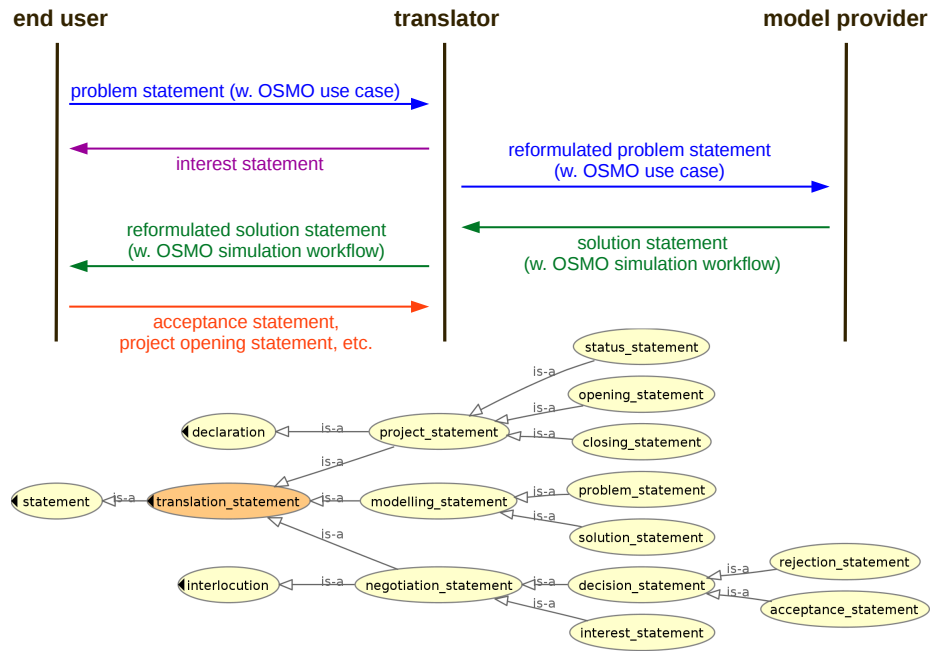 end user
translator
model provider
problem statement (w. OSMO use case)
interest statement
reformulated problem statement
(w. OSMO use case)
reformulated solution statement
(w. OSMO simulation workflow)
solution statement
(w. OSMO simulation workflow)
acceptance statement,
project opening statement, etc.
status_statement
is-a
opening_statement
is-a
declaration
is-a
project_statement
is-a
closing_statement
is-a
statement
is-a
translation_statement
is-a
modelling_statement
is-a
problem_statement
is-a
solution_statement
is-a
interlocution
is-a
negotiation_statement
is-a
decision_statement
is-a
rejection_statement
is-a
acceptance_statement
is-a
interest_statement